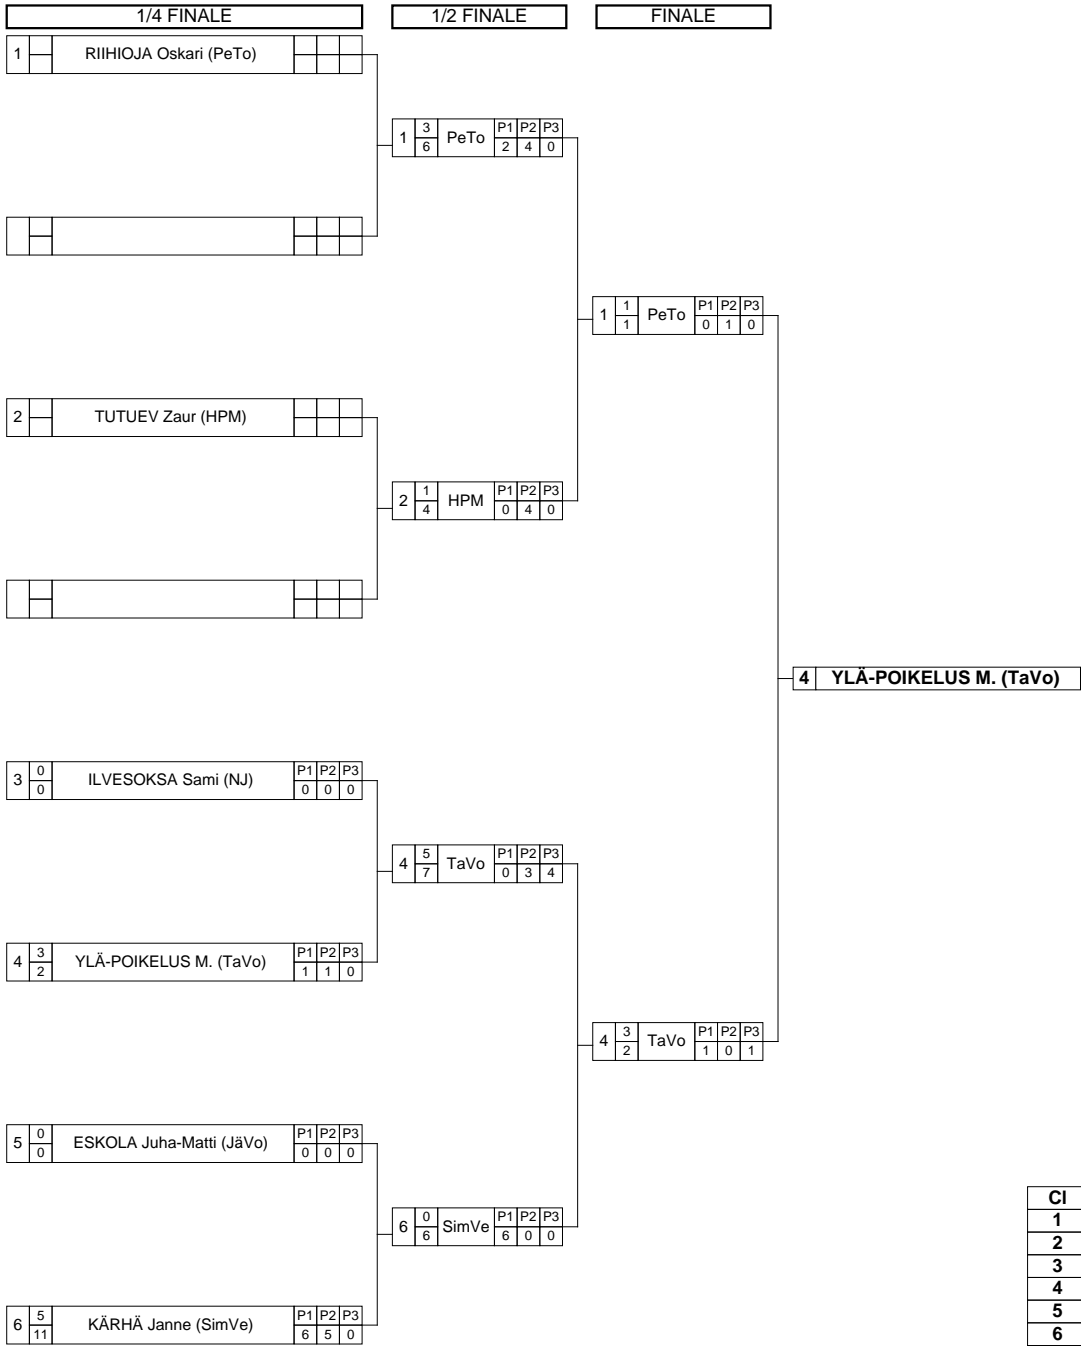 1/4 FINALE 1/2 FINALE FINALE
1 RIIHIOJA Oskari (PeTo)
1 3 PeTo P1 P2 P3
6 2 4 0
1 1 PeTo P1 P2 P3
1 0 1 0
2 TUTUEV Zaur (HPM)
2 1 HPM P1 P2 P3
4 0 4 0
4 YLÄ-POIKELUS M. (TaVo)
3 0 ILVESOKSA Sami (NJ) P1 P2 P3
0 0 0 0
4 5 TaVo P1 P2 P3
7 0 3 4
4 3 YLÄ-POIKELUS M. (TaVo) P1 P2 P3
2 1 1 0
4 3 TaVo P1 P2 P3
2 1 0 1
5 0 ESKOLA Juha-Matti (JäVo) P1 P2 P3
0 0 0 0
6 0 SimVe P1 P2 P3
6 6 0 0
6 5 KÄRHÄ Janne (SimVe) P1 P2 P3
11 6 5 0
Cl
1
2
3
4
5
6